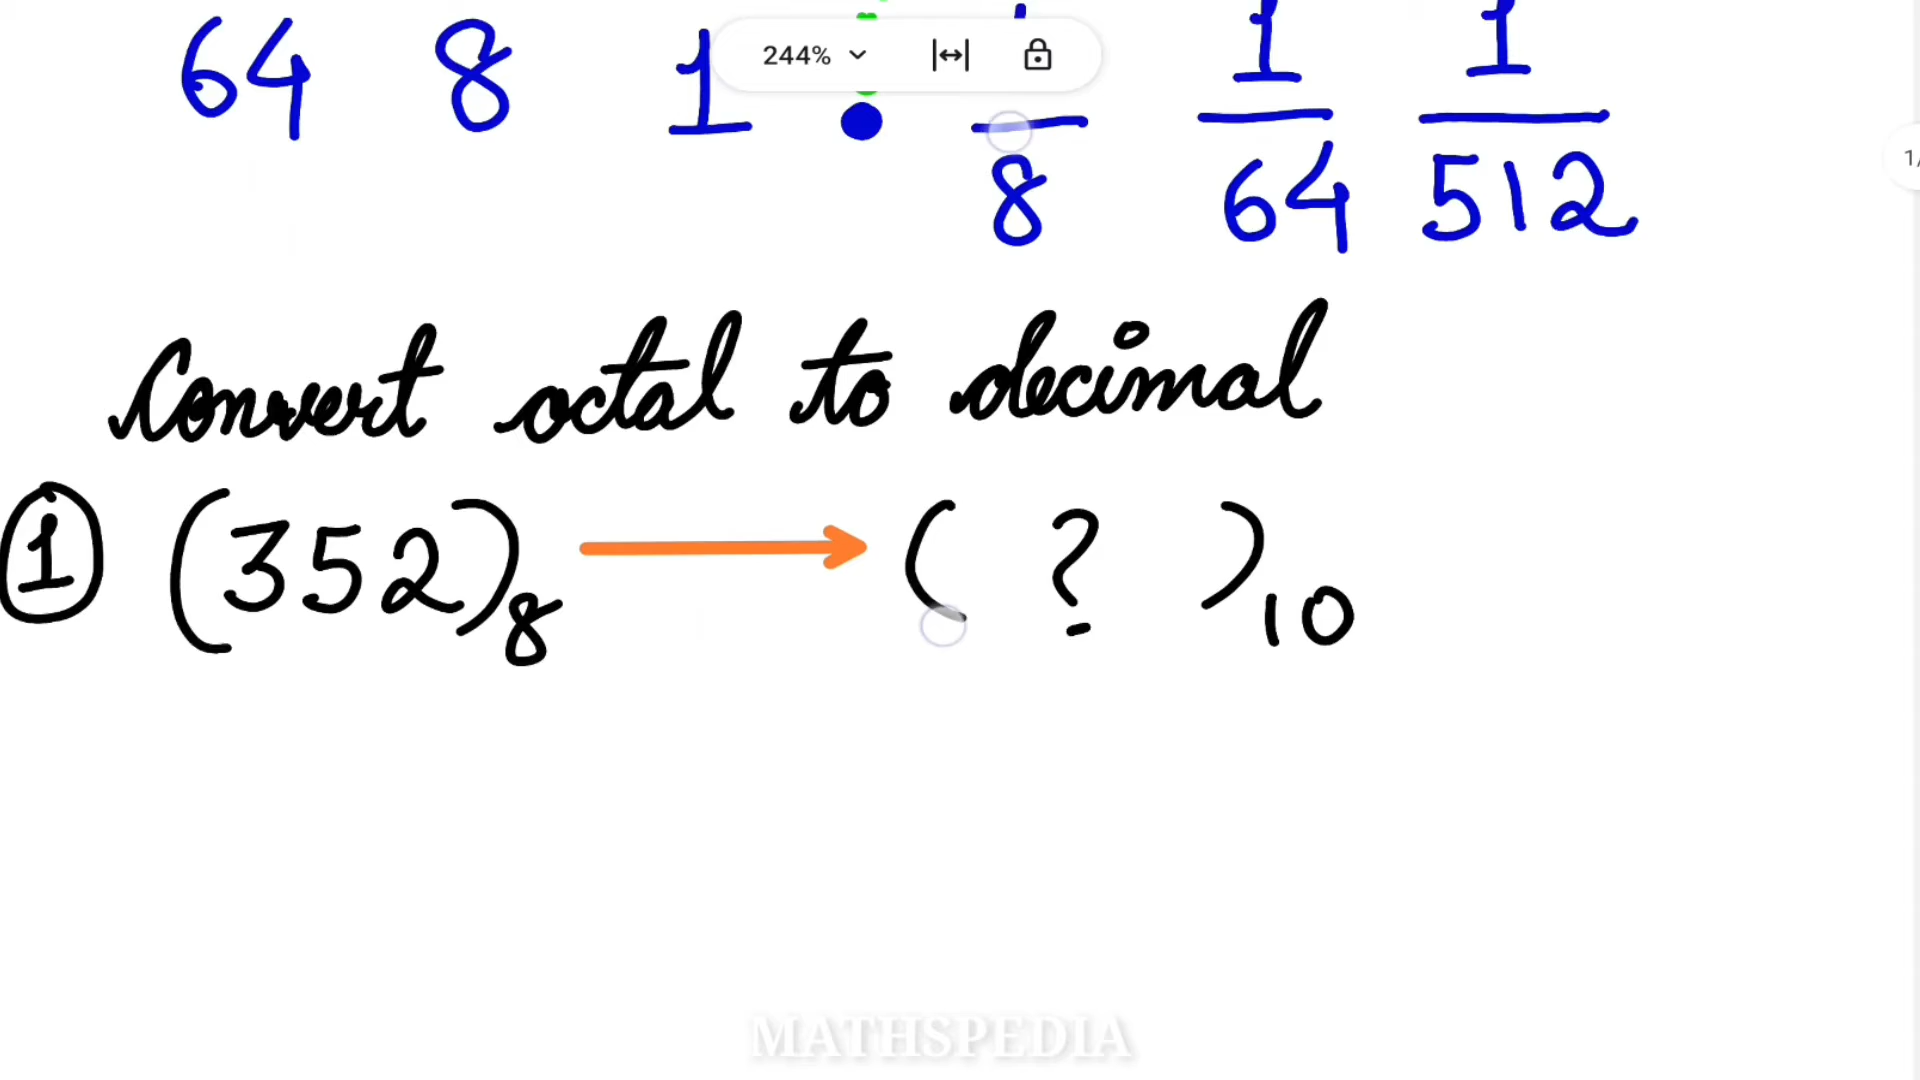 244%
64 8 1 . 1/8 1/64 1/512
1/
Convert octal to decimal
① (352)₈ → ( ? )₁₀
MATHSPEDIA